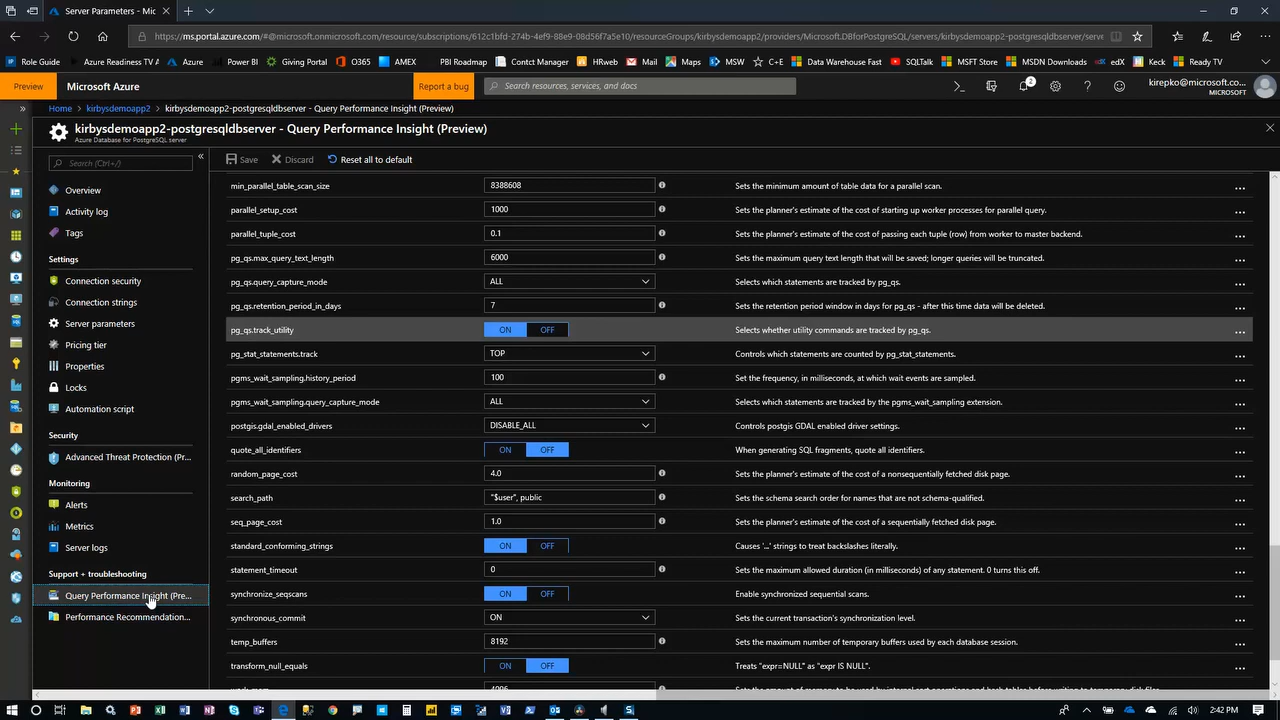 Server Parameters - Mic
https://ms.portal.azure.com/#@microsoft.onmicrosoft.com/resource/subscriptions/612c1bfd-274b-4ef9-88e9-08d56f7a5e10/resourceGroups/kirbysdemoapp2/providers/Microsoft.DBforPostgreSQL/servers/kirbysdemoapp2-postgresqldbserver/serve
Role Guide
Azure Readiness TV A
Azure
Power BI
Giving Portal
O365
AMEX
PBI Roadmap
Contct Manager
HRweb
Mail
Maps
MSW
C+E
Data Warehouse Fast
SQLTalk
MSFT Store
MSDN Downloads
edX
Keck
Ready TV
Preview
Microsoft Azure
Report a bug
Search resources, services, and docs
2
kirepko@microsoft.co...
MICROSOFT
Home > kirbysdemoapp2 > kirbysdemoapp2-postgresqldbserver - Query Performance Insight (Preview)
kirbysdemoapp2-postgresqldbserver - Query Performance Insight (Preview)
Azure Database for PostgreSQL server
Search (Ctrl+/)
Save
Discard
Reset all to default
Overview
Activity log
Tags
Settings
Connection security
Connection strings
Server parameters
Pricing tier
Properties
Locks
Automation script
Security
Advanced Threat Protection (Pr...
Monitoring
Alerts
Metrics
Server logs
Support + troubleshooting
Query Performance Insight (Pre...
Performance Recommendation...
min_parallel_table_scan_size 8388608 Sets the minimum amount of table data for a parallel scan. ...
parallel_setup_cost 1000 Sets the planner's estimate of the cost of starting up worker processes for parallel query. ...
parallel_tuple_cost 0.1 Sets the planner's estimate of the cost of passing each tuple (row) from worker to master backend. ...
pg_qs.max_query_text_length 6000 Sets the maximum query text length that will be saved; longer queries will be truncated. ...
pg_qs.query_capture_mode ALL Selects which statements are tracked by pg_qs. ...
pg_qs.retention_period_in_days 7 Sets the retention period window in days for pg_qs - after this time data will be deleted. ...
pg_qs.track_utility ON OFF Selects whether utility commands are tracked by pg_qs. ...
pg_stat_statements.track TOP Controls which statements are counted by pg_stat_statements. ...
pgms_wait_sampling.history_period 100 Set the frequency, in milliseconds, at which wait events are sampled. ...
pgms_wait_sampling.query_capture_mode ALL Selects which statements are tracked by the pgms_wait_sampling extension. ...
postgis.gdal_enabled_drivers DISABLE_ALL Controls postgis GDAL enabled driver settings. ...
quote_all_identifiers ON OFF When generating SQL fragments, quote all identifiers. ...
random_page_cost 4.0 Sets the planner's estimate of the cost of a nonsequentially fetched disk page. ...
search_path "$user", public Sets the schema search order for names that are not schema-qualified. ...
seq_page_cost 1.0 Sets the planner's estimate of the cost of a sequentially fetched disk page. ...
standard_conforming_strings ON OFF Causes '...' strings to treat backslashes literally. ...
statement_timeout 0 Sets the maximum allowed duration (in milliseconds) of any statement. 0 turns this off. ...
synchronize_seqscans ON OFF Enable synchronized sequential scans. ...
synchronous_commit ON Sets the current transaction's synchronization level. ...
temp_buffers 8192 Sets the maximum number of temporary buffers used by each database session. ...
transform_null_equals ON OFF Treats "expr=NULL" as "expr IS NULL". ...
2:42 PM